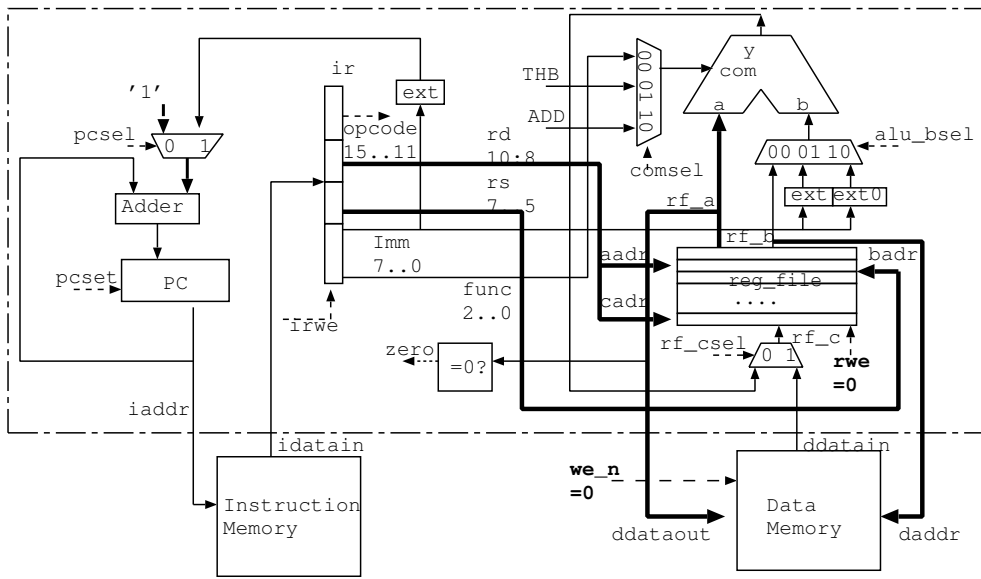 y
com
a
b
ir
THB
ADD
00 01 10
comsel
ext
'1'
pcsel
0 1
opcode
15..11
rd
10:8
rs
7..5
Imm
7..0
func
2..0
alu_bsel
00 01 10
ext
ext0
rf_a
rf_b
Adder
pcset
PC
aadr
cadr
badr
reg_file
....
irwe
zero
=0?
rf_csel
0 1
rf_c
rwe
=0
iaddr
idatain
ddatain
we_n
=0
Instruction
Memory
Data
Memory
ddataout
daddr